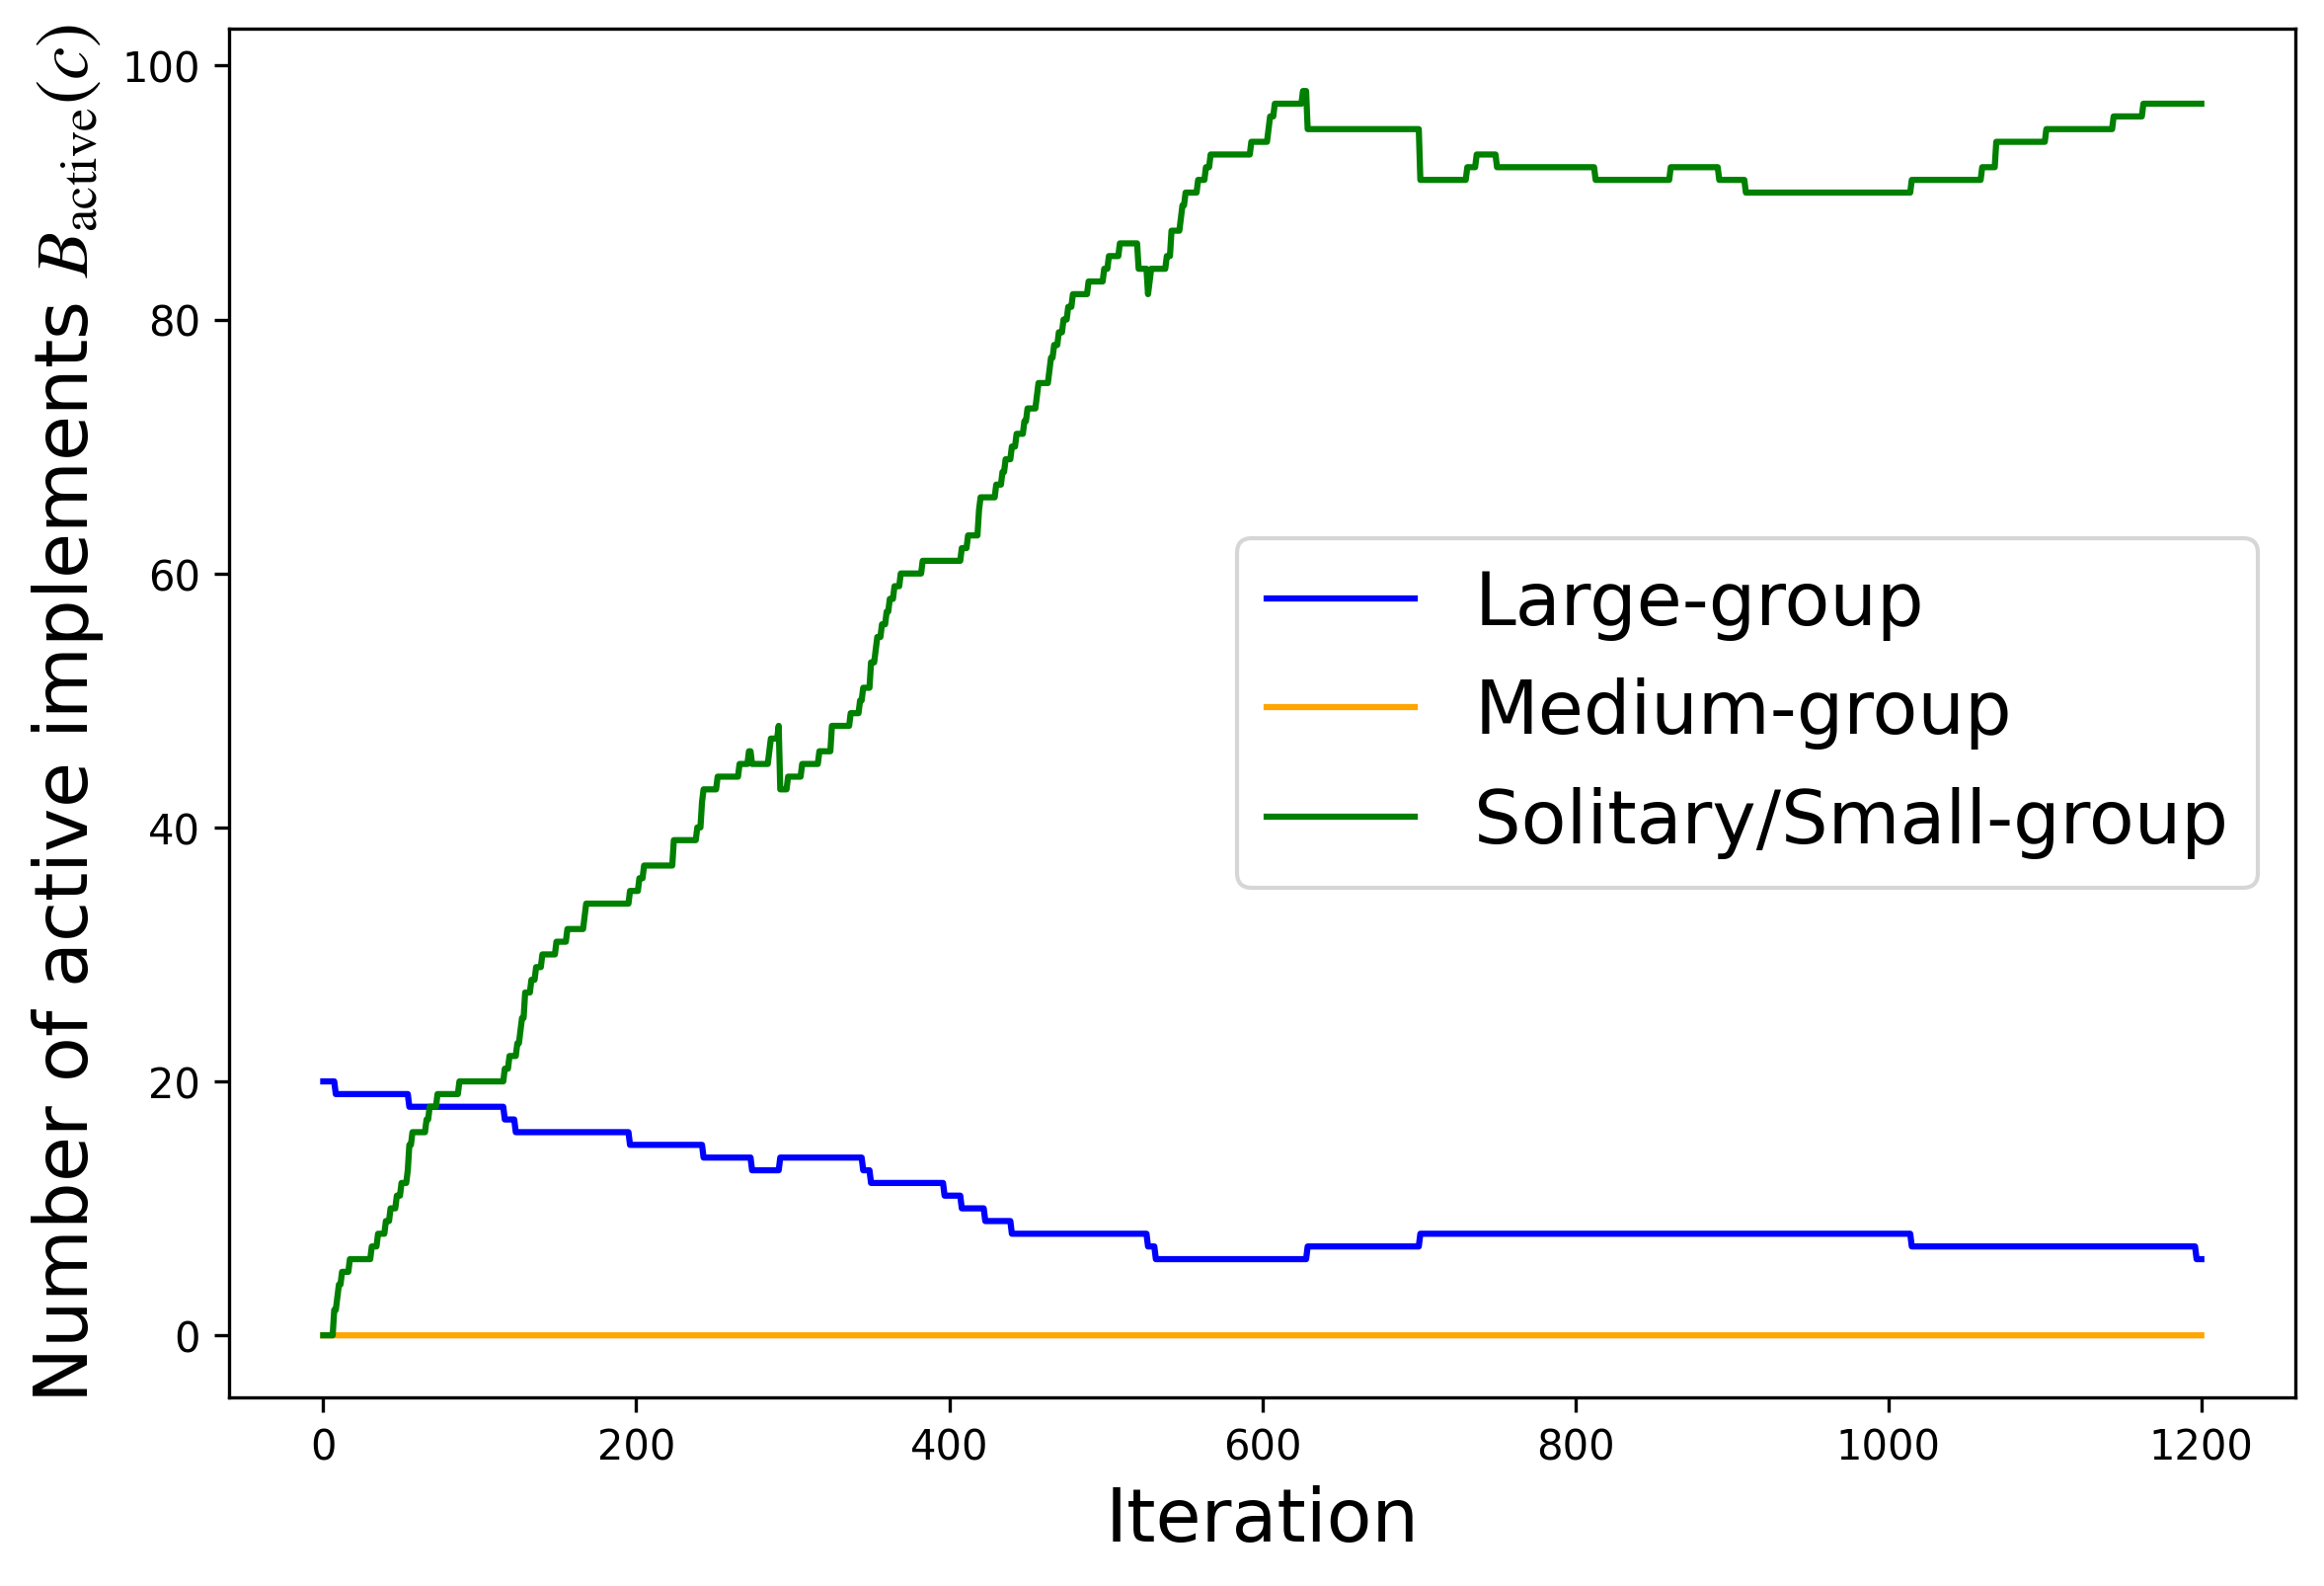 Number of active implements B_active(c)
100
80
60
40
20
0
Large-group
Medium-group
Solitary/Small-group
0 200 400 600 800 1000 1200
Iteration